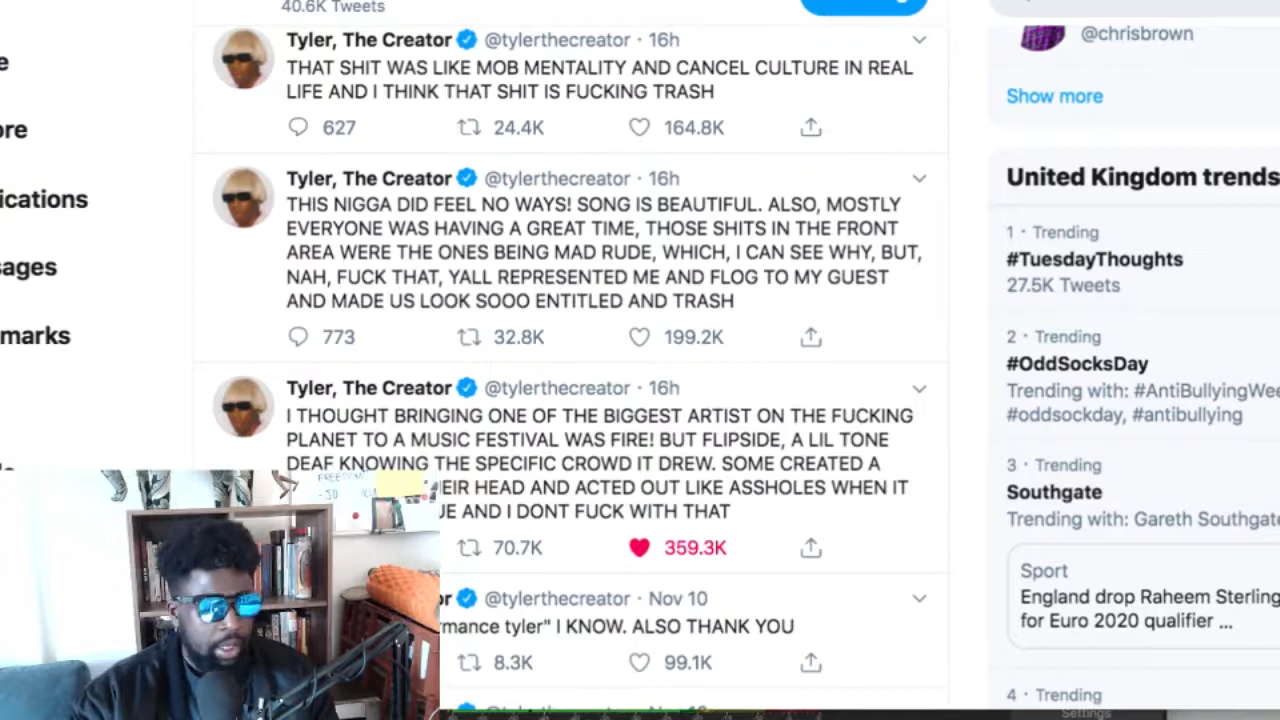 40.6K Tweets
Tyler, The Creator @tylerthecreator · 16h
THAT SHIT WAS LIKE MOB MENTALITY AND CANCEL CULTURE IN REAL
LIFE AND I THINK THAT SHIT IS FUCKING TRASH
627 24.4K 164.8K
Tyler, The Creator @tylerthecreator · 16h
THIS NIGGA DID FEEL NO WAYS! SONG IS BEAUTIFUL. ALSO, MOSTLY
EVERYONE WAS HAVING A GREAT TIME, THOSE SHITS IN THE FRONT
AREA WERE THE ONES BEING MAD RUDE, WHICH, I CAN SEE WHY, BUT,
NAH, FUCK THAT, YALL REPRESENTED ME AND FLOG TO MY GUEST
AND MADE US LOOK SOOO ENTITLED AND TRASH
773 32.8K 199.2K
Tyler, The Creator @tylerthecreator · 16h
I THOUGHT BRINGING ONE OF THE BIGGEST ARTIST ON THE FUCKING
PLANET TO A MUSIC FESTIVAL WAS FIRE! BUT FLIPSIDE, A LIL TONE
DEAF KNOWING THE SPECIFIC CROWD IT DREW. SOME CREATED A
EIR HEAD AND ACTED OUT LIKE ASSHOLES WHEN IT
UE AND I DONT FUCK WITH THAT
70.7K 359.3K
or @tylerthecreator · Nov 10
rmance tyler" I KNOW. ALSO THANK YOU
8.3K 99.1K
e
ore
ications
sages
marks
@chrisbrown
Show more
United Kingdom trends
1 · Trending
#TuesdayThoughts
27.5K Tweets
2 · Trending
#OddSocksDay
Trending with: #AntiBullyingWee
#oddsockday, #antibullying
3 · Trending
Southgate
Trending with: Gareth Southgate
Sport
England drop Raheem Sterling
for Euro 2020 qualifier ...
4 · Trending
Settings